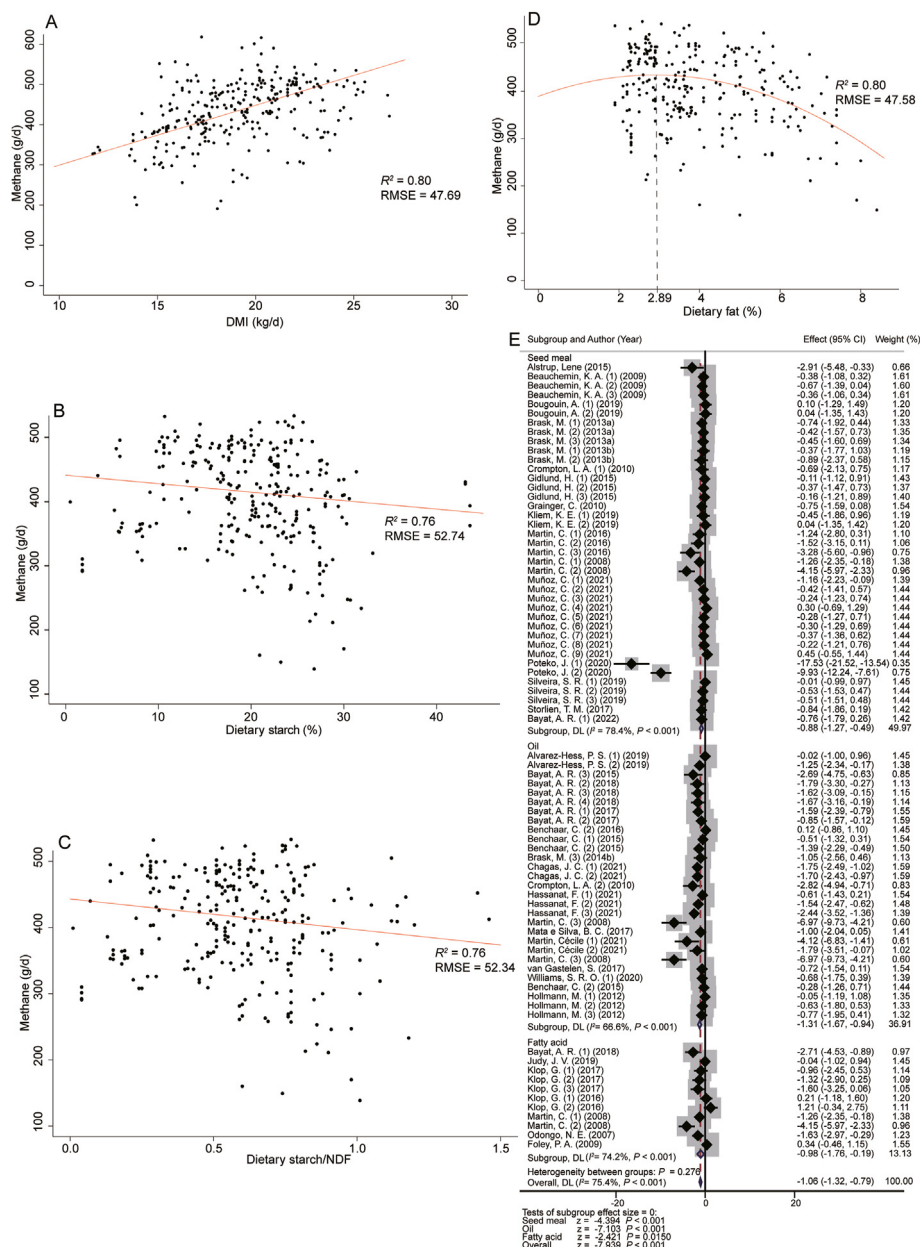 A
Methane (g/d)
600
500
400
300
200
100
0
10 15 20 25 30
DMI (kg/d)
R² = 0.80
RMSE = 47.69
B
Methane (g/d)
500
400
300
200
100
0 10 20 30 40
Dietary starch (%)
R² = 0.76
RMSE = 52.74
C
Methane (g/d)
500
400
300
200
100
0.0 0.5 1.0 1.5
Dietary starch/NDF
R² = 0.76
RMSE = 52.34
D
Methane (g/d)
500
400
300
200
100
0
0 2 2.89 4 6 8
Dietary fat (%)
R² = 0.80
RMSE = 47.58
E
Subgroup and Author (Year) Effect (95% CI) Weight (%)
Seed meal
Alstrup, Lene (2015) -2.91 (-5.48, -0.33) 0.66
Beauchemin, K. A. (1) (2009) -0.38 (-1.08, 0.32) 1.61
Beauchemin, K. A. (2) (2009) -0.67 (-1.39, 0.04) 1.60
Beauchemin, K. A. (3) (2009) -0.36 (-1.06, 0.34) 1.61
Bougouin, A. (1) (2019) 0.10 (-1.29, 1.49) 1.20
Bougouin, A. (2) (2019) 0.04 (-1.35, 1.43) 1.20
Brask, M. (1) (2013a) -0.74 (-1.92, 0.44) 1.33
Brask, M. (2) (2013a) -0.42 (-1.57, 0.73) 1.35
Brask, M. (3) (2013a) -0.45 (-1.60, 0.69) 1.34
Brask, M. (1) (2013b) -0.37 (-1.77, 1.03) 1.19
Brask, M. (2) (2013b) -0.89 (-2.37, 0.58) 1.15
Crompton, L. A. (1) (2010) -0.69 (-2.13, 0.75) 1.17
Gidlund, H. (1) (2015) -0.11 (-1.12, 0.91) 1.43
Gidlund, H. (2) (2015) -0.37 (-1.47, 0.73) 1.37
Gidlund, H. (3) (2015) -0.16 (-1.21, 0.89) 1.40
Grainger, C. (2010) -0.75 (-1.59, 0.08) 1.54
Kliem, K. E. (1) (2019) -0.45 (-1.86, 0.96) 1.19
Kliem, K. E. (2) (2019) 0.04 (-1.35, 1.42) 1.20
Martin, C. (1) (2016) -1.24 (-2.80, 0.31) 1.10
Martin, C. (2) (2016) -1.52 (-3.15, 0.11) 1.06
Martin, C. (3) (2016) -3.28 (-5.60, -0.96) 0.75
Martin, C. (1) (2008) -1.26 (-2.35, -0.18) 1.38
Martin, C. (2) (2008) -4.15 (-5.97, -2.33) 0.96
Muñoz, C. (1) (2021) -1.16 (-2.23, -0.09) 1.39
Muñoz, C. (2) (2021) -0.42 (-1.41, 0.57) 1.44
Muñoz, C. (3) (2021) -0.24 (-1.23, 0.74) 1.44
Muñoz, C. (4) (2021) 0.30 (-0.69, 1.29) 1.44
Muñoz, C. (5) (2021) -0.28 (-1.27, 0.71) 1.44
Muñoz, C. (6) (2021) -0.30 (-1.29, 0.69) 1.44
Muñoz, C. (7) (2021) -0.37 (-1.36, 0.62) 1.44
Muñoz, C. (8) (2021) -0.22 (-1.21, 0.76) 1.44
Muñoz, C. (9) (2021) 0.45 (-0.55, 1.44) 1.44
Poteko, J. (1) (2020) -17.53 (-21.52, -13.54) 0.35
Poteko, J. (2) (2020) -9.93 (-12.24, -7.61) 0.75
Silveira, S. R. (1) (2019) -0.01 (-0.99, 0.97) 1.45
Silveira, S. R. (2) (2019) -0.53 (-1.53, 0.47) 1.44
Silveira, S. R. (3) (2019) -0.51 (-1.51, 0.48) 1.44
Storlien, T. M. (2017) -0.84 (-1.86, 0.19) 1.42
Bayat, A. R. (1) (2022) -0.76 (-1.79, 0.26) 1.42
Subgroup, DL (I² = 78.4%, P < 0.001) -0.88 (-1.27, -0.49) 49.97
Oil
Alvarez-Hess, P. S. (1) (2019) -0.02 (-1.00, 0.96) 1.45
Alvarez-Hess, P. S. (2) (2019) -1.25 (-2.34, -0.17) 1.38
Bayat, A. R. (3) (2015) -2.69 (-4.75, -0.63) 0.85
Bayat, A. R. (2) (2018) -1.79 (-3.30, -0.27) 1.13
Bayat, A. R. (3) (2018) -1.62 (-3.09, -0.15) 1.15
Bayat, A. R. (4) (2018) -1.67 (-3.16, -0.19) 1.14
Bayat, A. R. (1) (2017) -1.59 (-2.39, -0.79) 1.55
Bayat, A. R. (2) (2017) -0.85 (-1.57, -0.12) 1.59
Benchaar, C. (2) (2016) 0.12 (-0.86, 1.10) 1.45
Benchaar, C. (1) (2015) -0.51 (-1.32, 0.31) 1.54
Benchaar, C. (2) (2015) -1.39 (-2.29, -0.49) 1.50
Brask, M. (3) (2014b) -1.05 (-2.56, 0.46) 1.13
Chagas, J. C. (1) (2021) -1.75 (-2.49, -1.02) 1.59
Chagas, J. C. (2) (2021) -1.70 (-2.43, -0.97) 1.59
Crompton, L. A. (2) (2010) -2.82 (-4.94, -0.71) 0.83
Hassanat, F. (1) (2021) -0.61 (-1.43, 0.21) 1.54
Hassanat, F. (2) (2021) -1.54 (-2.47, -0.62) 1.48
Hassanat, F. (3) (2021) -2.44 (-3.52, -1.36) 1.39
Martin, C. (3) (2008) -6.97 (-9.73, -4.21) 0.60
Mata e Silva, B. C. (2017) -1.00 (-2.04, 0.05) 1.41
Martin, Cécile (1) (2021) -4.12 (-6.83, -1.41) 0.61
Martin, Cécile (2) (2021) -1.79 (-3.51, -0.07) 1.02
Martin, C. (3) (2008) -6.97 (-9.73, -4.21) 0.60
van Gastelen, S. (2017) -0.72 (-1.54, 0.11) 1.54
Williams, S. R. O. (1) (2020) -0.68 (-1.75, 0.39) 1.39
Benchaar, C. (2) (2015) -0.28 (-1.26, 0.71) 1.44
Hollmann, M. (1) (2012) -0.05 (-1.19, 1.08) 1.35
Hollmann, M. (2) (2012) -0.63 (-1.80, 0.53) 1.33
Hollmann, M. (3) (2012) -0.77 (-1.95, 0.41) 1.32
Subgroup, DL (I² = 66.6%, P < 0.001) -1.31 (-1.67, -0.94) 36.91
Fatty acid
Bayat, A. R. (1) (2018) -2.71 (-4.53, -0.89) 0.97
Judy, J. V. (2019) -0.04 (-1.02, 0.94) 1.45
Klop, G. (1) (2017) -0.96 (-2.45, 0.53) 1.14
Klop, G. (2) (2017) -1.32 (-2.90, 0.25) 1.09
Klop, G. (3) (2017) -1.60 (-3.25, 0.06) 1.05
Klop, G. (1) (2016) 0.21 (-1.18, 1.60) 1.20
Klop, G. (2) (2016) 1.21 (-0.34, 2.75) 1.11
Martin, C. (1) (2008) -1.26 (-2.35, -0.18) 1.38
Martin, C. (2) (2008) -4.15 (-5.97, -2.33) 0.96
Odongo, N. E. (2007) -1.63 (-2.97, -0.29) 1.23
Foley, P. A. (2009) 0.34 (-0.46, 1.15) 1.55
Subgroup, DL (I² = 74.2%, P < 0.001) -0.98 (-1.76, -0.19) 13.13
Heterogeneity between groups: P = 0.276
Overall, DL (I² = 75.4%, P < 0.001) -1.06 (-1.32, -0.79) 100.00
-20 0 20
Tests of subgroup effect size = 0:
Seed meal z = -4.394 P < 0.001
Oil z = -7.103 P < 0.001
Fatty acid z = -2.421 P = 0.0150
Overall z = -7.939 P < 0.001